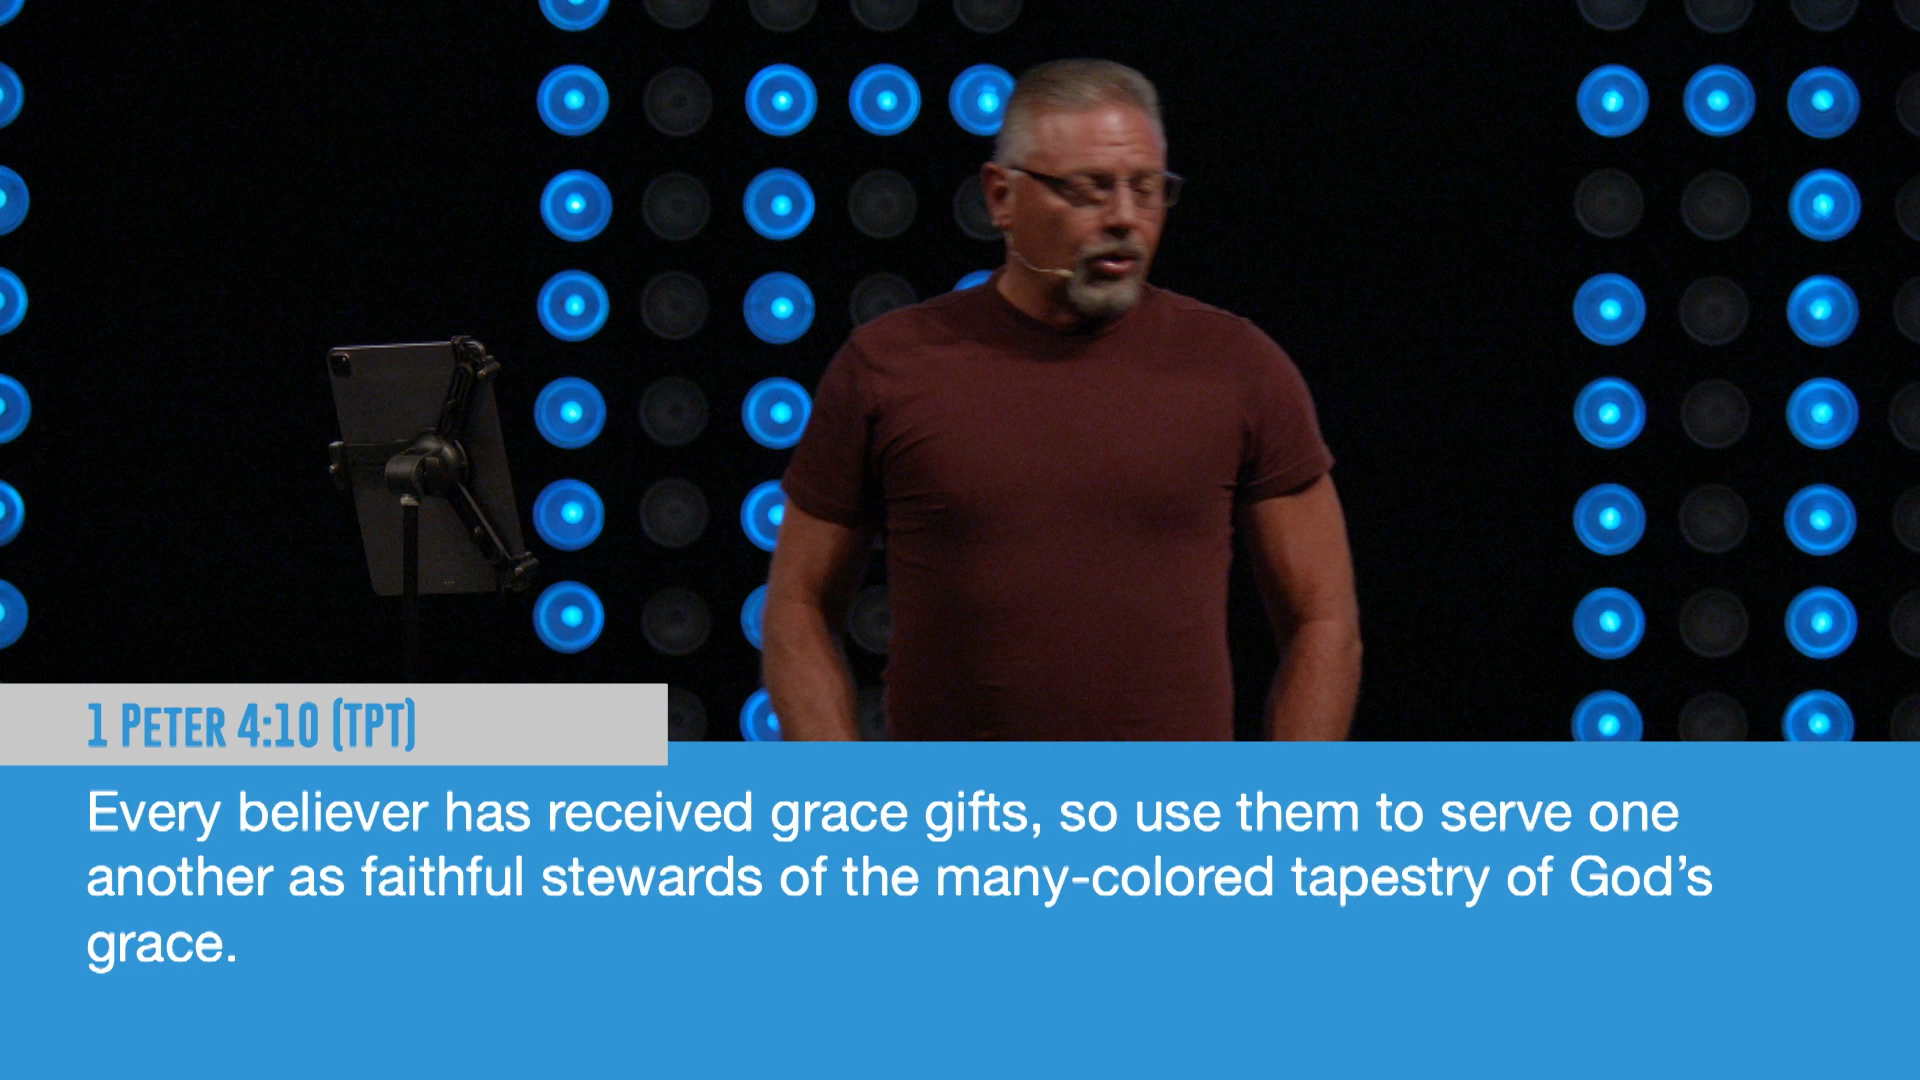 1 Peter 4:10 (TPT)
Every believer has received grace gifts, so use them to serve one
another as faithful stewards of the many-colored tapestry of God’s
grace.